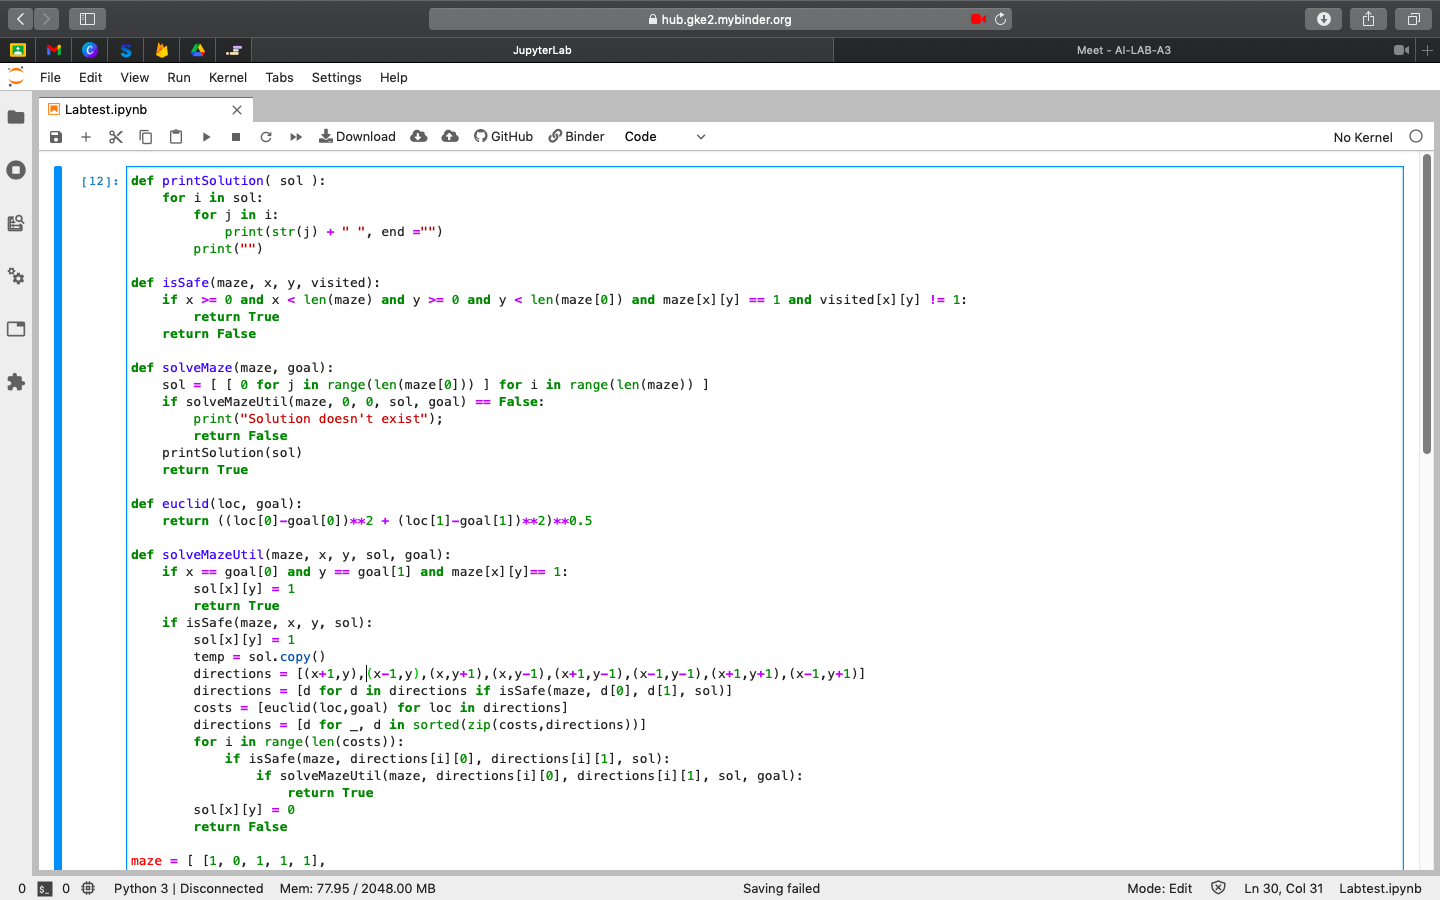 hub.gke2.mybinder.org
JupyterLab
Meet - AI-LAB-A3
File Edit View Run Kernel Tabs Settings Help
Labtest.ipynb
Download GitHub Binder Code No Kernel
[12]: def printSolution( sol ):
    for i in sol:
        for j in i:
            print(str(j) + " ", end ="")
        print("")
def isSafe(maze, x, y, visited):
    if x >= 0 and x < len(maze) and y >= 0 and y < len(maze[0]) and maze[x][y] == 1 and visited[x][y] != 1:
        return True
    return False
def solveMaze(maze, goal):
    sol = [ [ 0 for j in range(len(maze[0])) ] for i in range(len(maze)) ]
    if solveMazeUtil(maze, 0, 0, sol, goal) == False:
        print("Solution doesn't exist");
        return False
    printSolution(sol)
    return True
def euclid(loc, goal):
    return ((loc[0]-goal[0])**2 + (loc[1]-goal[1])**2)**0.5
def solveMazeUtil(maze, x, y, sol, goal):
    if x == goal[0] and y == goal[1] and maze[x][y]== 1:
        sol[x][y] = 1
        return True
    if isSafe(maze, x, y, sol):
        sol[x][y] = 1
        temp = sol.copy()
        directions = [(x+1,y),(x-1,y),(x,y+1),(x,y-1),(x+1,y-1),(x-1,y-1),(x+1,y+1),(x-1,y+1)]
        directions = [d for d in directions if isSafe(maze, d[0], d[1], sol)]
        costs = [euclid(loc,goal) for loc in directions]
        directions = [d for _, d in sorted(zip(costs,directions))]
        for i in range(len(costs)):
            if isSafe(maze, directions[i][0], directions[i][1], sol):
                if solveMazeUtil(maze, directions[i][0], directions[i][1], sol, goal):
                    return True
        sol[x][y] = 0
        return False
maze = [ [1, 0, 1, 1, 1],
0 $_ 0 Python 3 | Disconnected Mem: 77.95 / 2048.00 MB Saving failed Mode: Edit Ln 30, Col 31 Labtest.ipynb